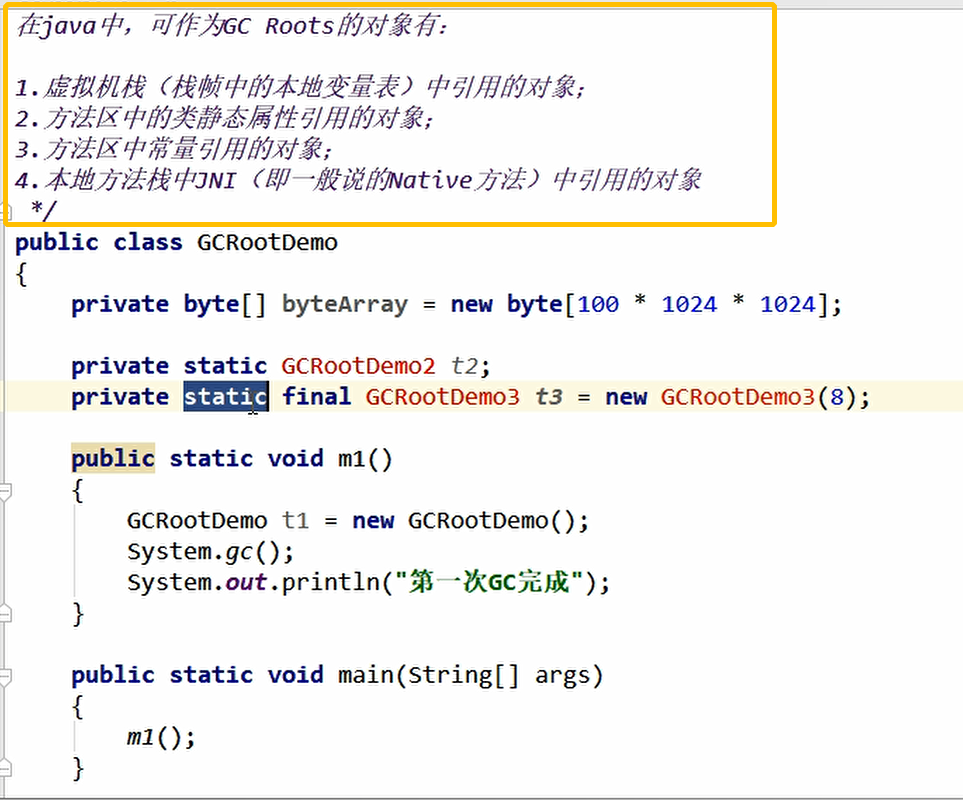 在java中，可作为GC Roots的对象有：
1.虚拟机栈（栈帧中的本地变量表）中引用的对象；
2.方法区中的类静态属性引用的对象；
3.方法区中常量引用的对象；
4.本地方法栈中JNI（即一般说的Native方法）中引用的对象
*/
public class GCRootDemo
{
private byte[] byteArray = new byte[100 * 1024 * 1024];
private static GCRootDemo2 t2;
private static final GCRootDemo3 t3 = new GCRootDemo3(8);
public static void m1()
{
GCRootDemo t1 = new GCRootDemo();
System.gc();
System.out.println("第一次GC完成");
}
public static void main(String[] args)
{
m1();
}